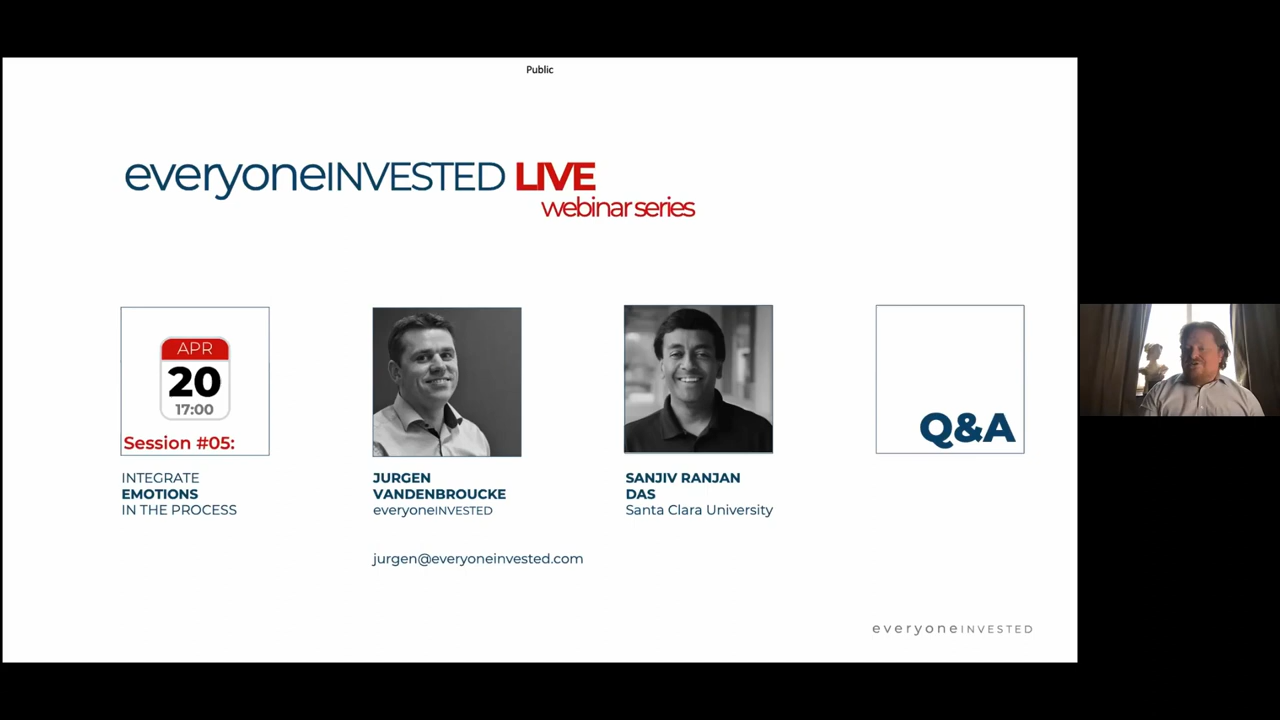 Public
everyoneINVESTED LIVE
webinar series
APR
20
17:00
Session #05:
INTEGRATE
EMOTIONS
IN THE PROCESS
JURGEN
VANDENBROUCKE
everyoneINVESTED
jurgen@everyoneinvested.com
SANJIV RANJAN
DAS
Santa Clara University
Q&A
everyoneINVESTED